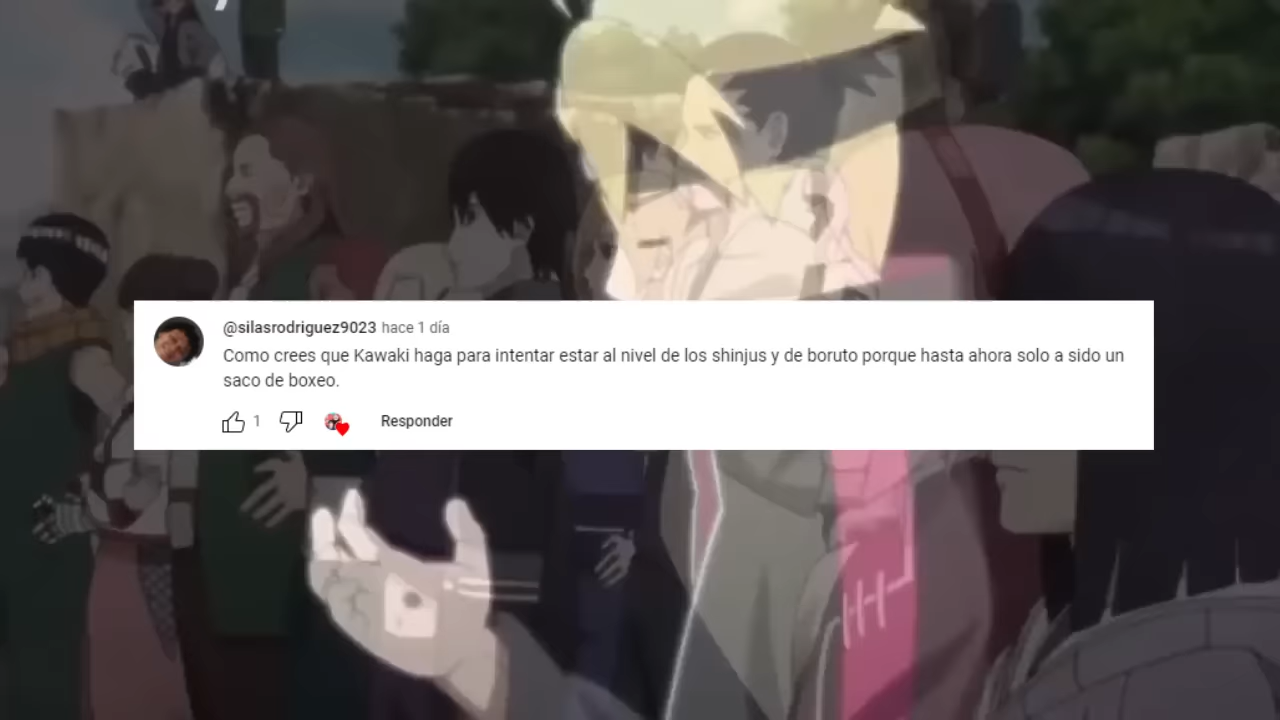 @silasrodriguez9023 hace 1 día
Como crees que Kawaki haga para intentar estar al nivel de los shinjus y de boruto porque hasta ahora solo a sido un
saco de boxeo.
1
Responder